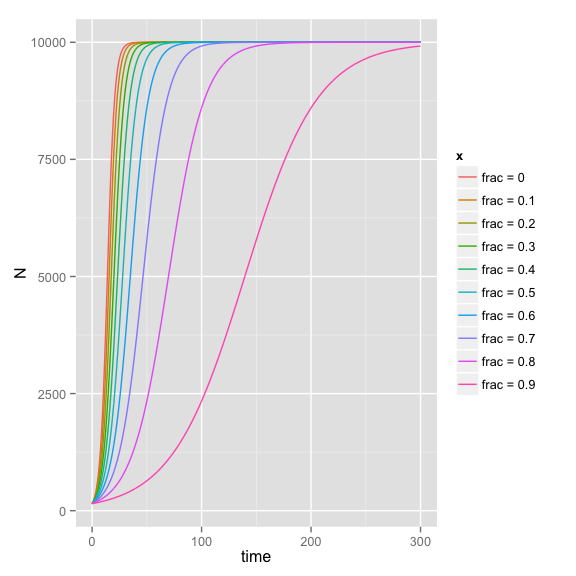 10000
7500
5000
2500
0
N
0 100 200 300
time
x
frac = 0
frac = 0.1
frac = 0.2
frac = 0.3
frac = 0.4
frac = 0.5
frac = 0.6
frac = 0.7
frac = 0.8
frac = 0.9